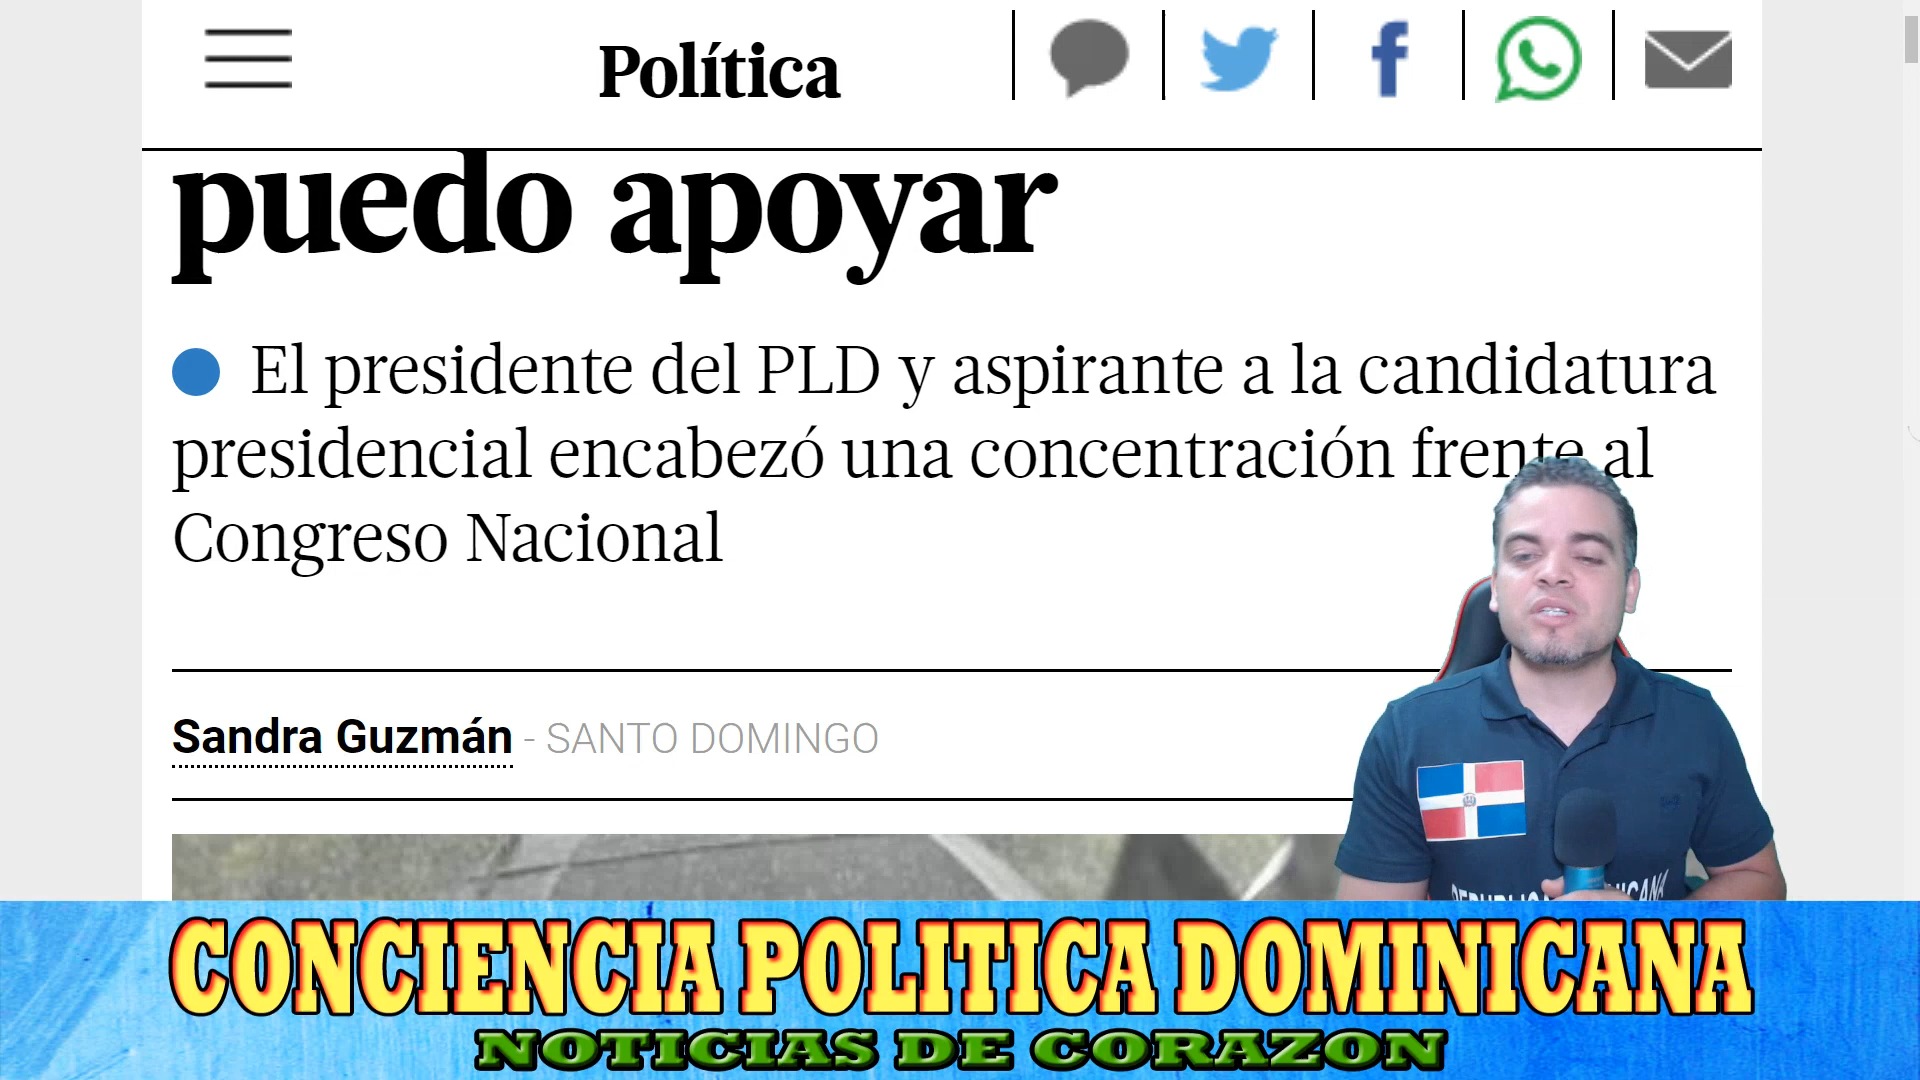 Política
puedo apoyar
El presidente del PLD y aspirante a la candidatura
presidencial encabezó una concentración frente al
Congreso Nacional
Sandra Guzmán - SANTO DOMINGO
CONCIENCIA POLITICA DOMINICANA
NOTICIAS DE CORAZON